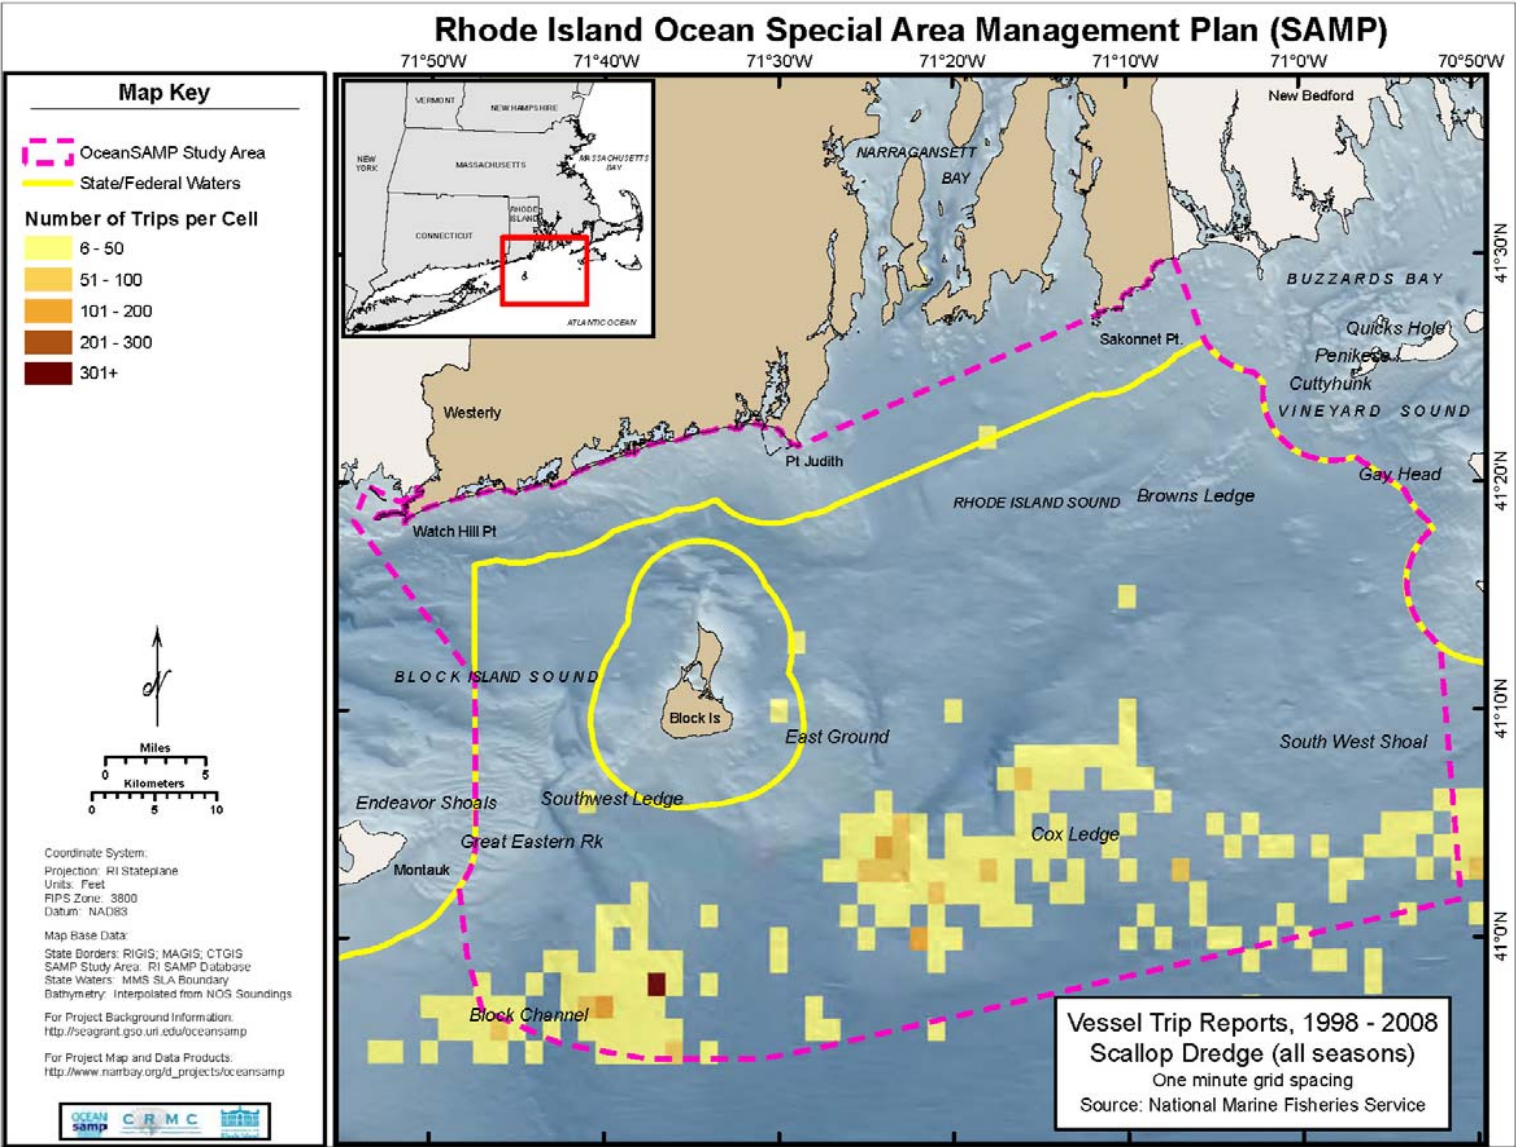 Rhode Island Ocean Special Area Management Plan (SAMP)
71°50'W 71°40'W 71°30'W 71°20'W 71°10'W 71°0'W 70°50'W
Map Key
OceanSAMP Study Area
State/Federal Waters
Number of Trips per Cell
6 - 50
51 - 100
101 - 200
201 - 300
301+
N
Miles
0 5
Kilometers
0 5 10
Coordinate System:
Projection: RI Stateplane
Units: Feet
FIPS Zone: 3800
Datum: NAD83
Map Base Data:
State Borders: RIGIS; MAGIS; CTGIS
SAMP Study Area: RI SAMP Database
State Waters: MMS SLA Boundary
Bathymetry: Interpolated from NOS Soundings
For Project Background Information:
http://seagrant.gso.uri.edu/oceansamp
For Project Map and Data Products:
http://www.narrbay.org/d_projects/oceansamp
OCEAN
samp
CRMC
VERMONT
NEW HAMPSHIRE
NEW
YORK
MASSACHUSETTS
MASSACHUSETTS
BAY
RHODE
ISLAND
CONNECTICUT
ATLANTIC OCEAN
New Bedford
NARRAGANSETT
BAY
41°30'N
BUZZARDS BAY
Quicks Hole
Penikese I.
Sakonnet Pt.
Cuttyhunk
VINEYARD SOUND
Westerly
Pt Judith
Gay Head
41°20'N
RHODE ISLAND SOUND
Browns Ledge
Watch Hill Pt
BLOCK ISLAND SOUND
Block Is
41°10'N
East Ground
South West Shoal
Endeavor Shoals
Southwest Ledge
Great Eastern Rk
Cox Ledge
Montauk
41°0'N
Block Channel
Vessel Trip Reports, 1998 - 2008
Scallop Dredge (all seasons)
One minute grid spacing
Source: National Marine Fisheries Service